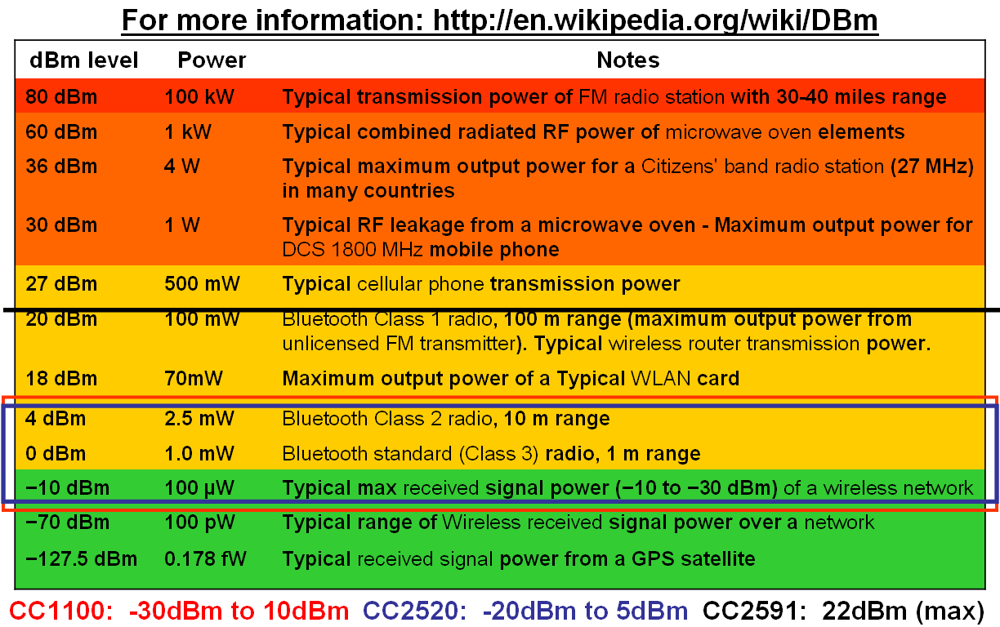 For more information: http://en.wikipedia.org/wiki/DBm
dBm level Power Notes
80 dBm 100 kW Typical transmission power of FM radio station with 30-40 miles range
60 dBm 1 kW Typical combined radiated RF power of microwave oven elements
36 dBm 4 W Typical maximum output power for a Citizens' band radio station (27 MHz)
in many countries
30 dBm 1 W Typical RF leakage from a microwave oven - Maximum output power for
DCS 1800 MHz mobile phone
27 dBm 500 mW Typical cellular phone transmission power
20 dBm 100 mW Bluetooth Class 1 radio, 100 m range (maximum output power from
unlicensed FM transmitter). Typical wireless router transmission power.
18 dBm 70mW Maximum output power of a Typical WLAN card
4 dBm 2.5 mW Bluetooth Class 2 radio, 10 m range
0 dBm 1.0 mW Bluetooth standard (Class 3) radio, 1 m range
−10 dBm 100 µW Typical max received signal power (−10 to −30 dBm) of a wireless network
−70 dBm 100 pW Typical range of Wireless received signal power over a network
−127.5 dBm 0.178 fW Typical received signal power from a GPS satellite
CC1100: -30dBm to 10dBm CC2520: -20dBm to 5dBm CC2591: 22dBm (max)